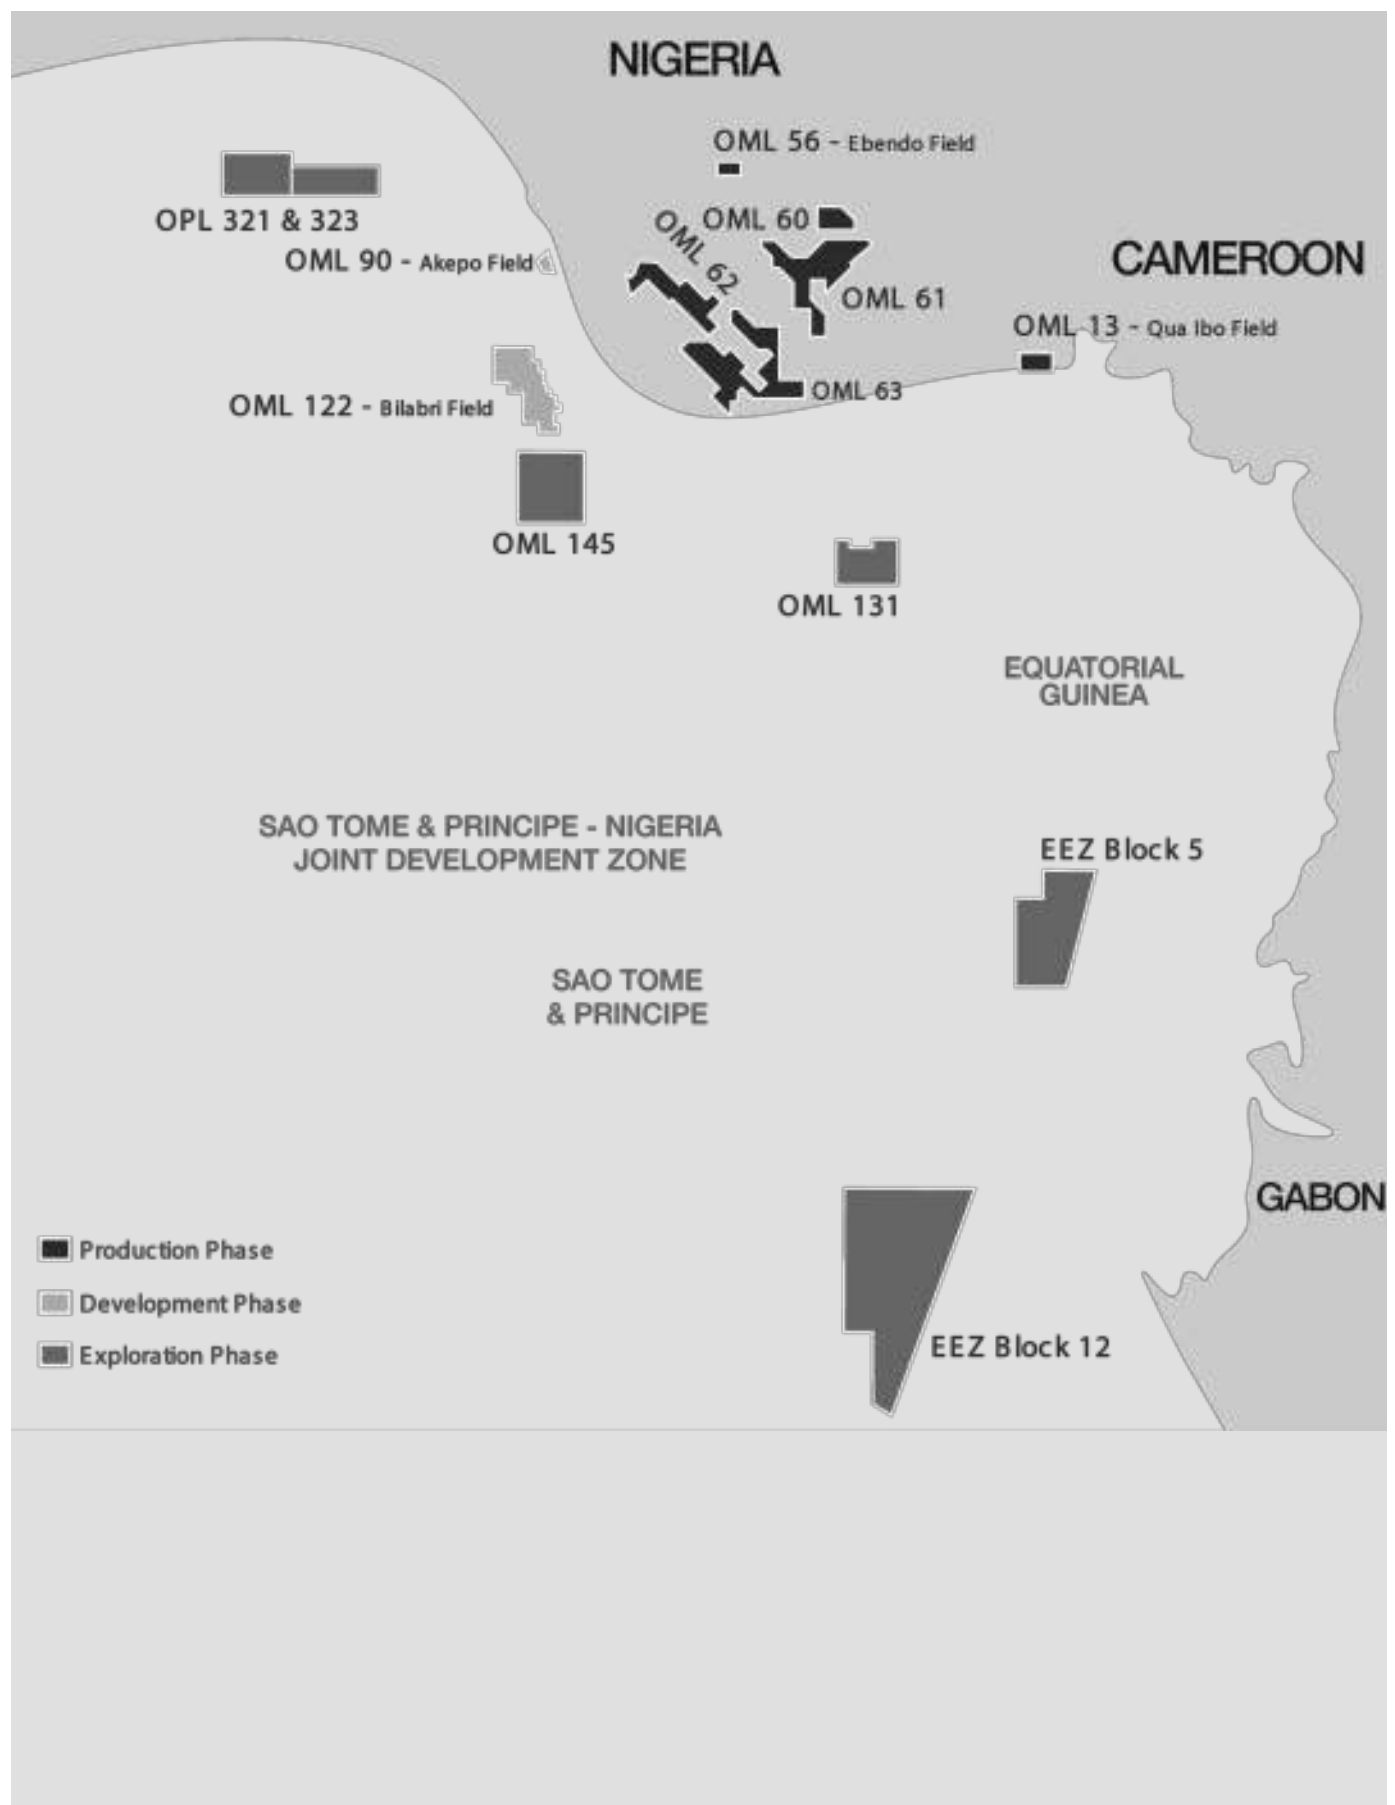 NIGERIA
OML 56 - Ebendo Field
OPL 321 & 323
OML 60
OML 62
OML 90 - Akepo Field
CAMEROON
OML 61
OML 13 - Qua Ibo Field
OML 63
OML 122 - Bilabri Field
OML 145
OML 131
EQUATORIAL
GUINEA
SAO TOME & PRINCIPE - NIGERIA
JOINT DEVELOPMENT ZONE
EEZ Block 5
SAO TOME
& PRINCIPE
GABON
Production Phase
Development Phase
Exploration Phase
EEZ Block 12